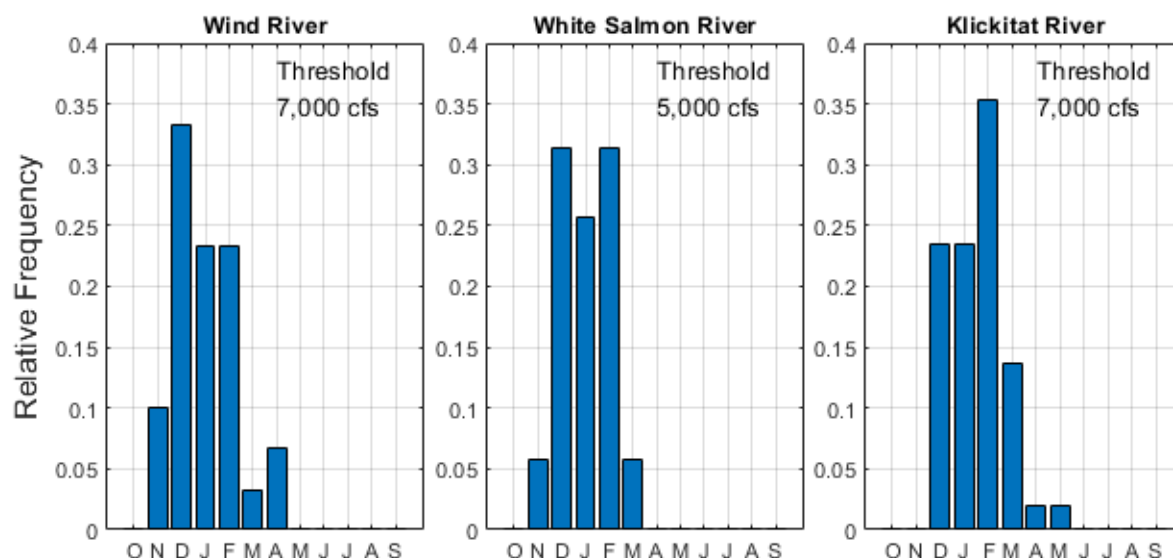 Wind River
White Salmon River
Klickitat River
Relative Frequency
0.4
0.35
0.3
0.25
0.2
0.15
0.1
0.05
0
Threshold
7,000 cfs
O N D J F M A M J J A S
0.4
0.35
0.3
0.25
0.2
0.15
0.1
0.05
0
Threshold
5,000 cfs
O N D J F M A M J J A S
0.4
0.35
0.3
0.25
0.2
0.15
0.1
0.05
0
Threshold
7,000 cfs
O N D J F M A M J J A S